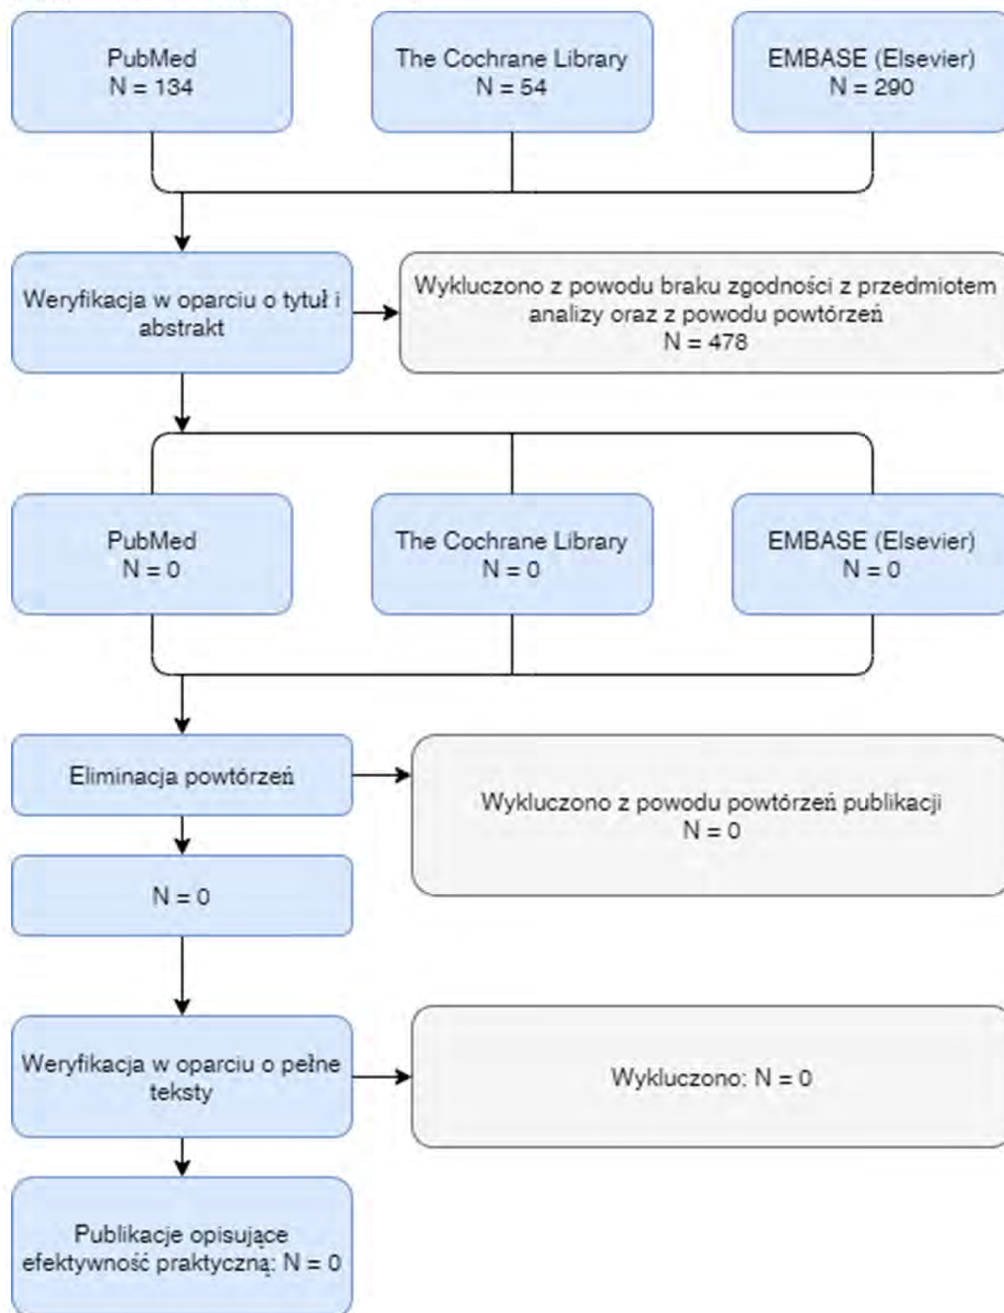 PubMed
N = 134
The Cochrane Library
N = 54
EMBASE (Elsevier)
N = 290
Weryfikacja w oparciu o tytuł i
abstrakt
Wykluczono z powodu braku zgodności z przedmiotem
analizy oraz z powodu powtórzeń
N = 478
PubMed
N = 0
The Cochrane Library
N = 0
EMBASE (Elsevier)
N = 0
Eliminacja powtórzeń
Wykluczono z powodu powtórzeń publikacji
N = 0
N = 0
Weryfikacja w oparciu o pełne
teksty
Wykluczono: N = 0
Publikacje opisujące
efektywność praktyczną: N = 0